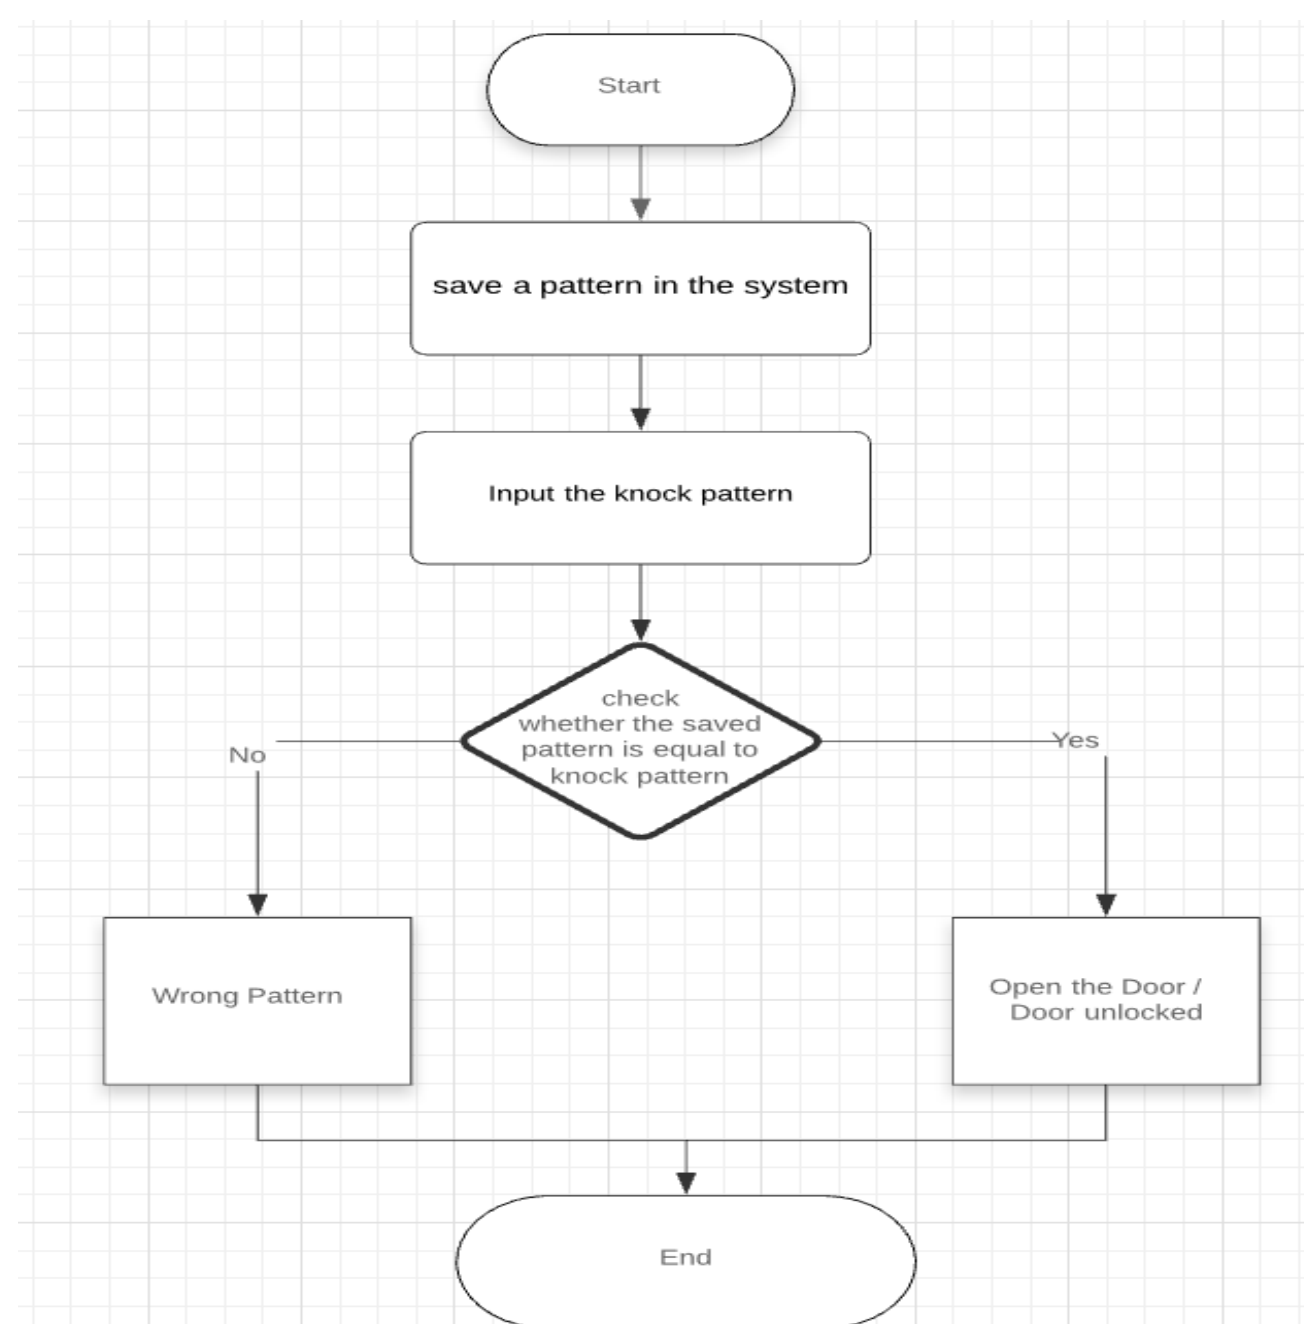 Start
save a pattern in the system
Input the knock pattern
check
whether the saved
pattern is equal to
knock pattern
No
Yes
Wrong Pattern
Open the Door /
Door unlocked
End